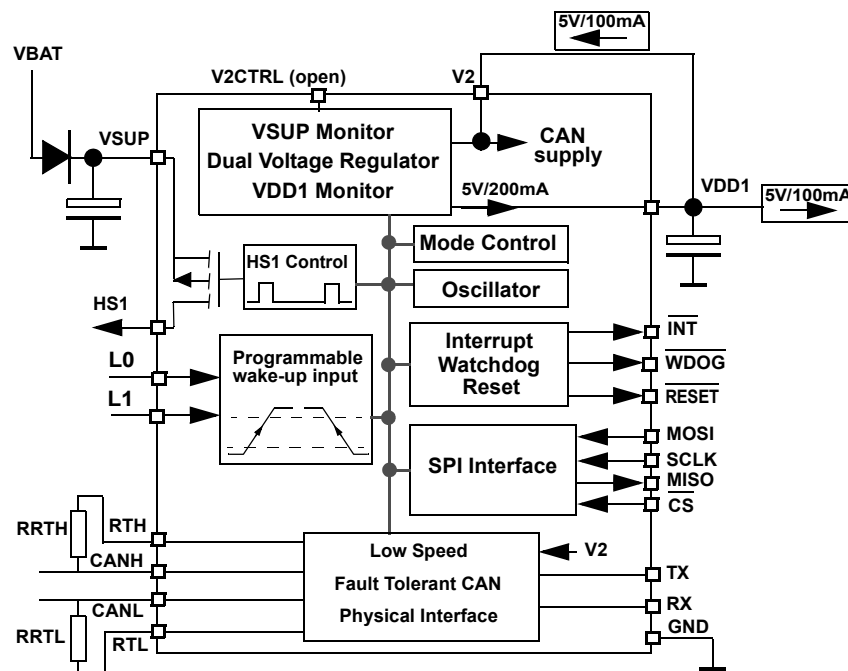 5V/100mA
VBAT
V2CTRL (open)
V2
VSUP
VSUP Monitor
Dual Voltage Regulator
VDD1 Monitor
CAN
supply
5V/200mA
VDD1
5V/100mA
Mode Control
HS1 Control
Oscillator
HS1
Programmable
wake-up input
L0
L1
Interrupt
Watchdog
Reset
INT
WDOG
RESET
SPI Interface
MOSI
SCLK
MISO
CS
RRTH
RTH
CANH
CANL
RRTL
RTL
Low Speed
Fault Tolerant CAN
Physical Interface
V2
TX
RX
GND